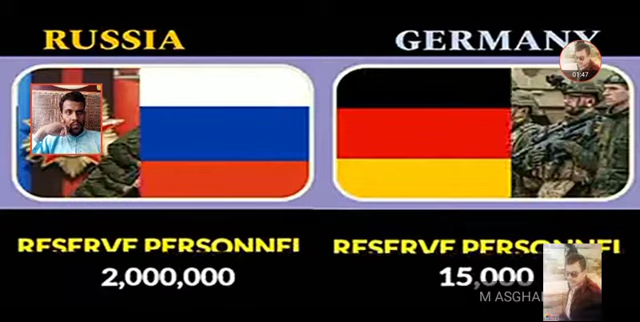 RUSSIA
GERMANY
01:47
RESERVE PERSONNEL
RESERVE PERSONNEL
2,000,000
15,000
M ASGHA